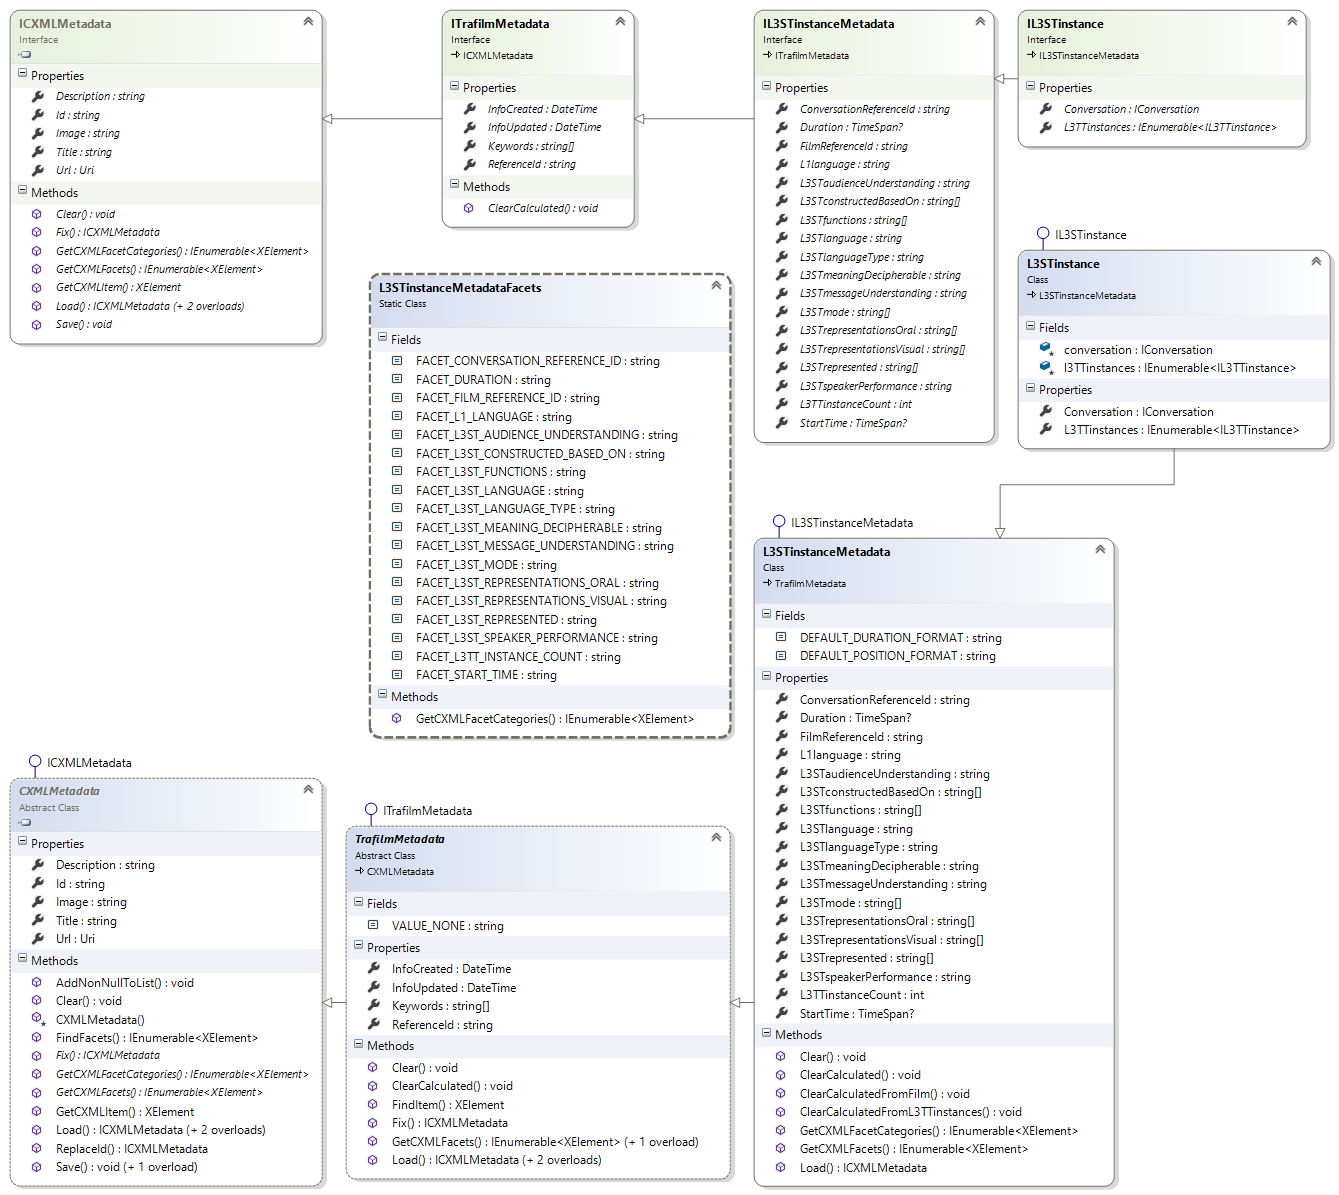 ICXMLMetadata
Interface
Properties
Description : string
Id : string
Image : string
Title : string
Url : Uri
Methods
Clear() : void
Fix() : ICXMLMetadata
GetCXMLFacetCategories() : IEnumerable<XElement>
GetCXMLFacets() : IEnumerable<XElement>
GetCXMLItem() : XElement
Load() : ICXMLMetadata (+ 2 overloads)
Save() : void
ITrafilmMetadata
Interface
ICXMLMetadata
Properties
InfoCreated : DateTime
InfoUpdated : DateTime
Keywords : string[]
ReferenceId : string
Methods
ClearCalculated() : void
IL3STinstanceMetadata
Interface
ITrafilmMetadata
Properties
ConversationReferenceId : string
Duration : TimeSpan?
FilmReferenceId : string
L1language : string
L3STaudienceUnderstanding : string
L3STconstructedBasedOn : string[]
L3STfunctions : string[]
L3STlanguage : string
L3STlanguageType : string
L3STmeaningDecipherable : string
L3STmessageUnderstanding : string
L3STmode : string[]
L3STrepresentationsOral : string[]
L3STrepresentationsVisual : string[]
L3STrepresented : string[]
L3STspeakerPerformance : string
L3TTinstanceCount : int
StartTime : TimeSpan?
IL3STinstance
Interface
IL3STinstanceMetadata
Properties
Conversation : IConversation
L3TTinstances : IEnumerable<IL3TTinstance>
IL3STinstance
L3STinstance
Class
L3STinstanceMetadata
Fields
conversation : IConversation
l3TTinstances : IEnumerable<IL3TTinstance>
Properties
Conversation : IConversation
L3TTinstances : IEnumerable<IL3TTinstance>
L3STinstanceMetadataFacets
Static Class
Fields
FACET_CONVERSATION_REFERENCE_ID : string
FACET_DURATION : string
FACET_FILM_REFERENCE_ID : string
FACET_L1_LANGUAGE : string
FACET_L3ST_AUDIENCE_UNDERSTANDING : string
FACET_L3ST_CONSTRUCTED_BASED_ON : string
FACET_L3ST_FUNCTIONS : string
FACET_L3ST_LANGUAGE : string
FACET_L3ST_LANGUAGE_TYPE : string
FACET_L3ST_MEANING_DECIPHERABLE : string
FACET_L3ST_MESSAGE_UNDERSTANDING : string
FACET_L3ST_MODE : string
FACET_L3ST_REPRESENTATIONS_ORAL : string
FACET_L3ST_REPRESENTATIONS_VISUAL : string
FACET_L3ST_REPRESENTED : string
FACET_L3ST_SPEAKER_PERFORMANCE : string
FACET_L3TT_INSTANCE_COUNT : string
FACET_START_TIME : string
Methods
GetCXMLFacetCategories() : IEnumerable<XElement>
ICXMLMetadata
CXMLMetadata
Abstract Class
Properties
Description : string
Id : string
Image : string
Title : string
Url : Uri
Methods
AddNonNullToList() : void
Clear() : void
CXMLMetadata()
FindFacets() : IEnumerable<XElement>
Fix() : ICXMLMetadata
GetCXMLFacetCategories() : IEnumerable<XElement>
GetCXMLFacets() : IEnumerable<XElement>
GetCXMLItem() : XElement
Load() : ICXMLMetadata (+ 2 overloads)
ReplaceId() : ICXMLMetadata
Save() : void (+ 1 overload)
ITrafilmMetadata
TrafilmMetadata
Abstract Class
CXMLMetadata
Fields
VALUE_NONE : string
Properties
InfoCreated : DateTime
InfoUpdated : DateTime
Keywords : string[]
ReferenceId : string
Methods
Clear() : void
ClearCalculated() : void
FindItem() : XElement
Fix() : ICXMLMetadata
GetCXMLFacets() : IEnumerable<XElement> (+ 1 overload)
Load() : ICXMLMetadata (+ 2 overloads)
IL3STinstanceMetadata
L3STinstanceMetadata
Class
TrafilmMetadata
Fields
DEFAULT_DURATION_FORMAT : string
DEFAULT_POSITION_FORMAT : string
Properties
ConversationReferenceId : string
Duration : TimeSpan?
FilmReferenceId : string
L1language : string
L3STaudienceUnderstanding : string
L3STconstructedBasedOn : string[]
L3STfunctions : string[]
L3STlanguage : string
L3STlanguageType : string
L3STmeaningDecipherable : string
L3STmessageUnderstanding : string
L3STmode : string[]
L3STrepresentationsOral : string[]
L3STrepresentationsVisual : string[]
L3STrepresented : string[]
L3STspeakerPerformance : string
L3TTinstanceCount : int
StartTime : TimeSpan?
Methods
Clear() : void
ClearCalculated() : void
ClearCalculatedFromFilm() : void
ClearCalculatedFromL3TTinstances() : void
GetCXMLFacetCategories() : IEnumerable<XElement>
GetCXMLFacets() : IEnumerable<XElement>
Load() : ICXMLMetadata